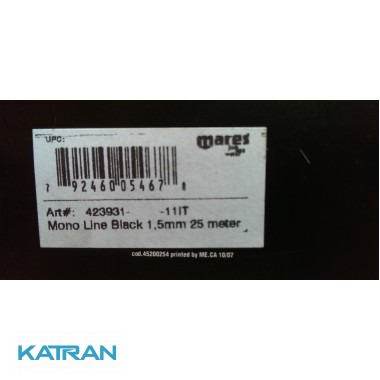 UPC:
mares
7 92460 05467 8
Art#: 423931- -11IT
Mono Line Black 1,5mm 25 meter
cod.45200254 printed by ME.CA 10/07
KATRAN